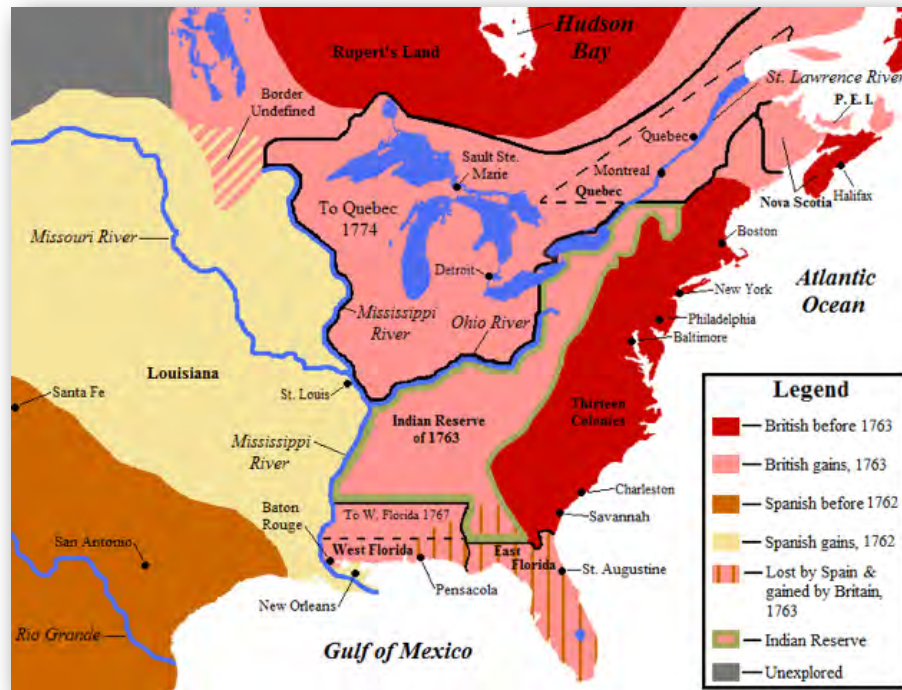 Hudson
Bay
Rupert's Land
St. Lawrence River
Border
Undefined
P. E. I.
Quebec
Sault Ste.
Marie
Montreal
Quebec
Halifax
Nova Scotia
To Quebec
1774
Boston
Missouri River
Detroit
Atlantic
Ocean
New York
Mississippi
River
Ohio River
Philadelphia
Baltimore
Louisiana
St. Louis
Santa Fe
Indian Reserve
of 1763
Thirteen
Colonies
Mississippi
River
Charleston
Baton
Rouge
To W. Florida 1767
Savannah
San Antonio
West Florida
East
Florida
St. Augustine
New Orleans
Pensacola
Rio Grande
Gulf of Mexico
Legend
British before 1763
British gains, 1763
Spanish before 1762
Spanish gains, 1762
Lost by Spain &
gained by Britain,
1763
Indian Reserve
Unexplored